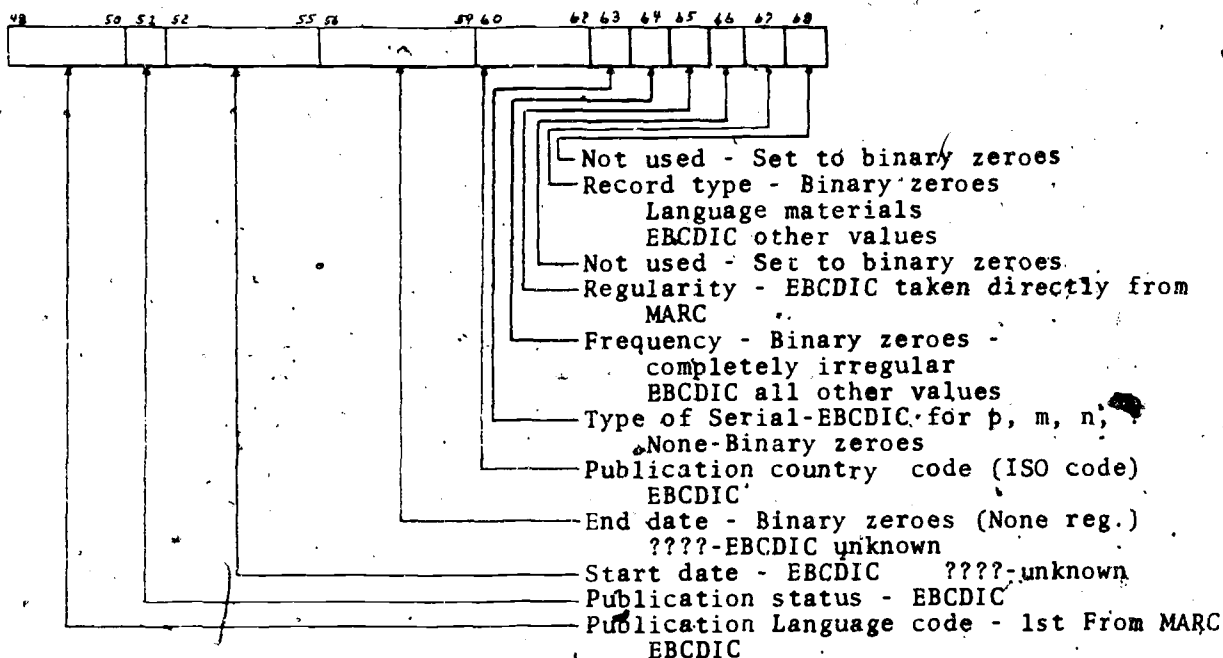 48 50 51 52 55 56 59 60 62 63 64 65 66 67 68
Not used - Set to binary zeroes
Record type - Binary zeroes
Language materials
EBCDIC other values
Not used - Set to binary zeroes
Regularity - EBCDIC taken directly from
MARC
Frequency - Binary zeroes -
completely irregular
EBCDIC all other values
Type of Serial-EBCDIC for p, m, n,
None-Binary zeroes
Publication country code (ISO code)
EBCDIC
End date - Binary zeroes (None reg.)
????-EBCDIC unknown
Start date - EBCDIC ????-unknown
Publication status - EBCDIC
Publication Language code - 1st From MARC
EBCDIC